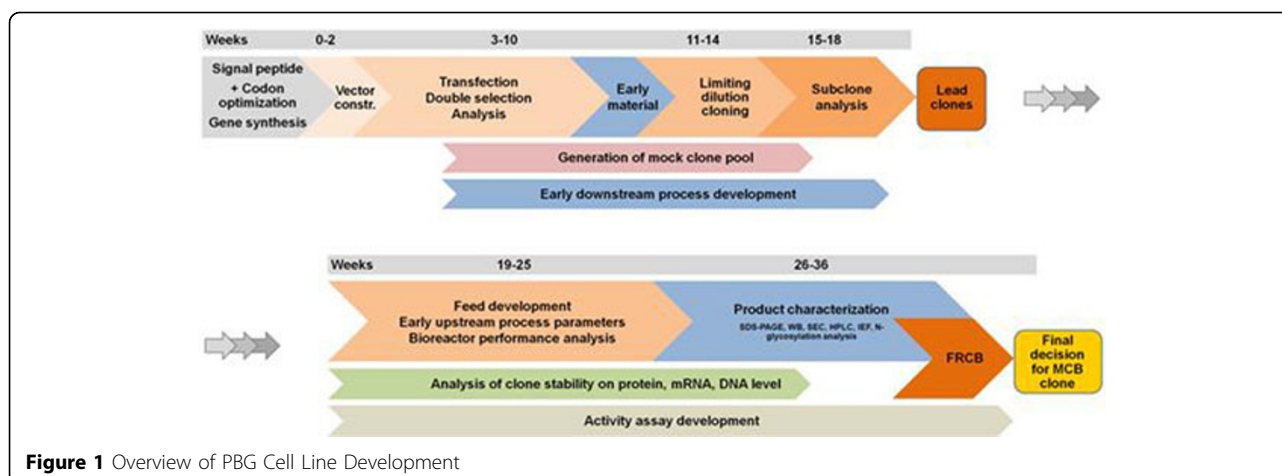 Weeks 0-2 3-10 11-14 15-18
Signal peptide
+ Codon
optimization
Gene synthesis
Vector
constr.
Transfection
Double selection
Analysis
Early
material
Limiting
dilution
cloning
Subclone
analysis
Lead
clones
Generation of mock clone pool
Early downstream process development
Weeks 19-25 26-36
Feed development
Early upstream process parameters
Bioreactor performance analysis
Product characterization
SDS-PAGE, WB, SEC, HPLC, IEF, N-
glycosylation analysis
FRCB
Final
decision
for MCB
clone
Analysis of clone stability on protein, mRNA, DNA level
Activity assay development
Figure 1 Overview of PBG Cell Line Development